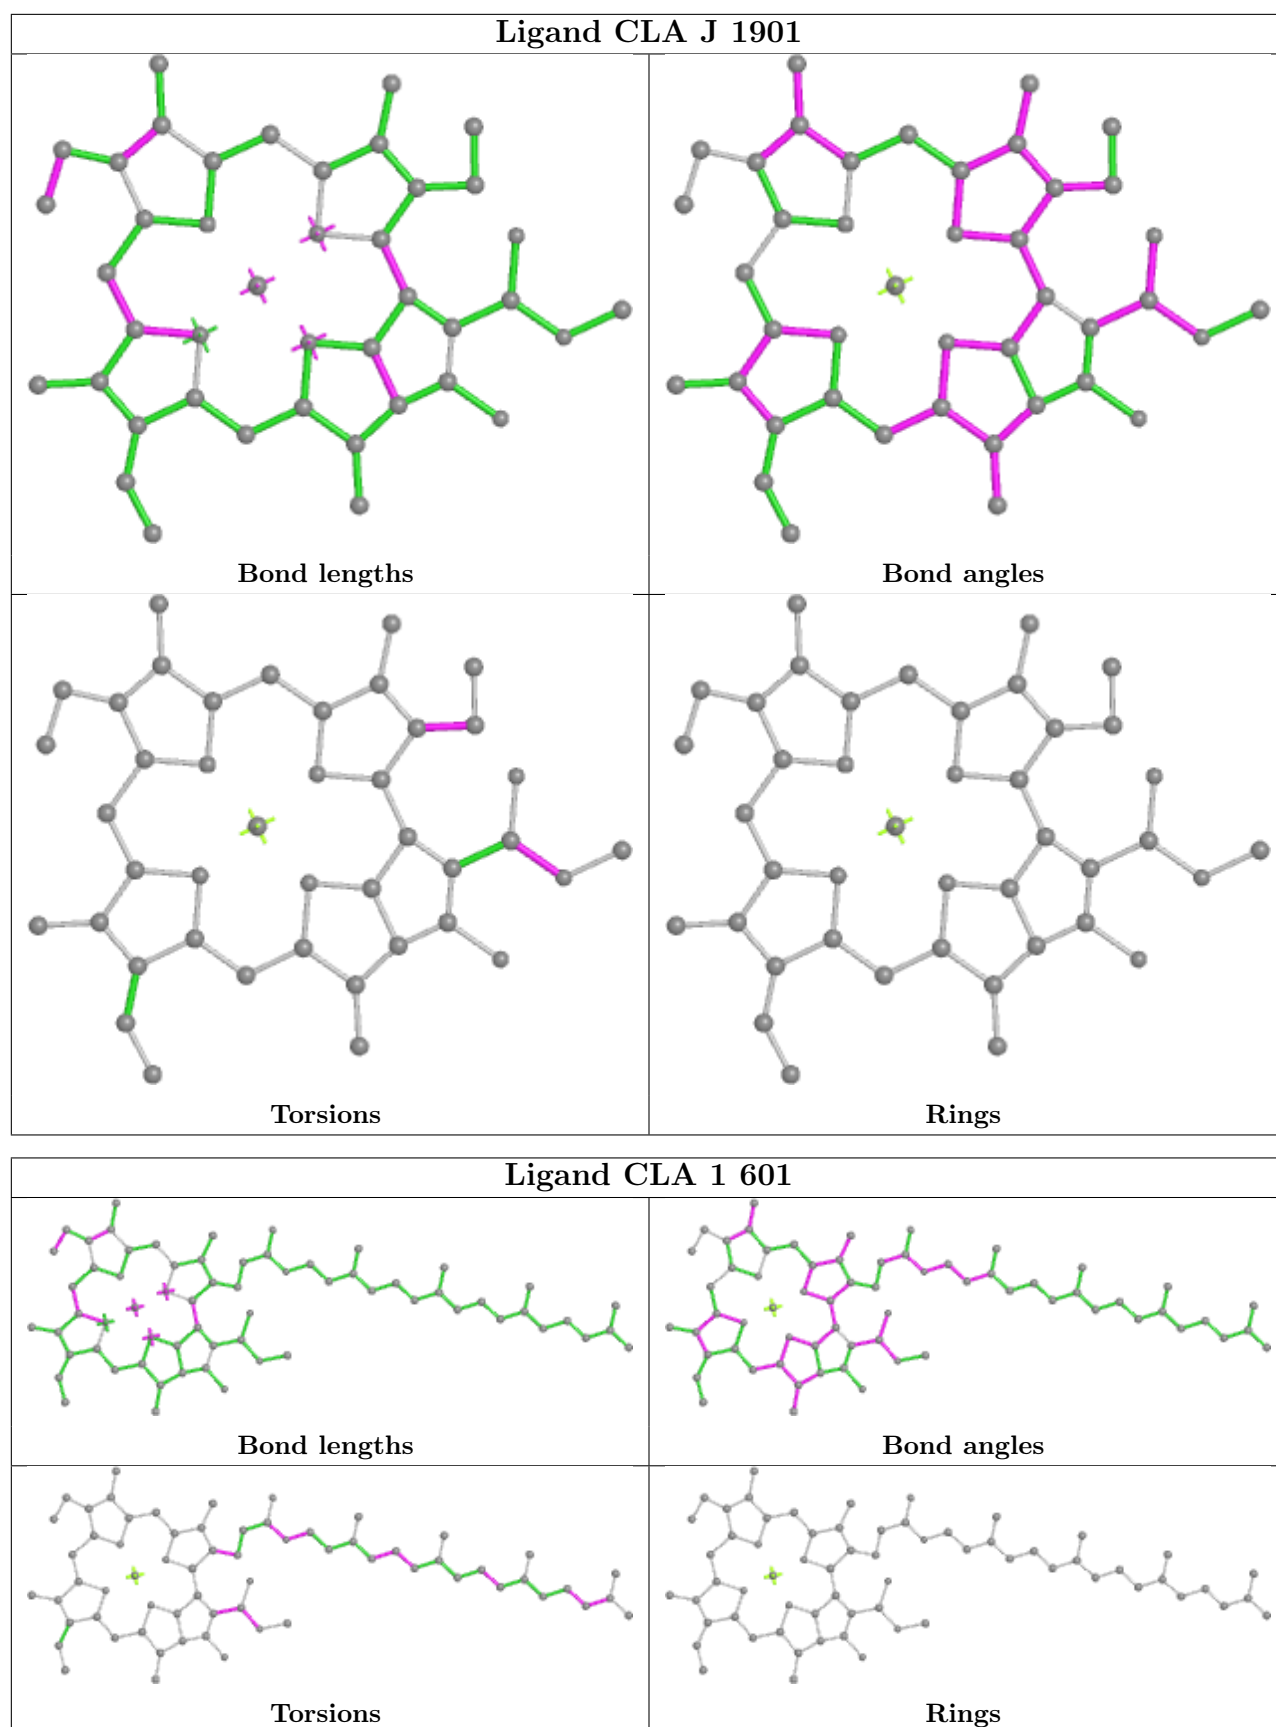 Ligand CLA J 1901
Bond lengths
Bond angles
Torsions
Rings
Ligand CLA 1 601
Bond lengths
Bond angles
Torsions
Rings